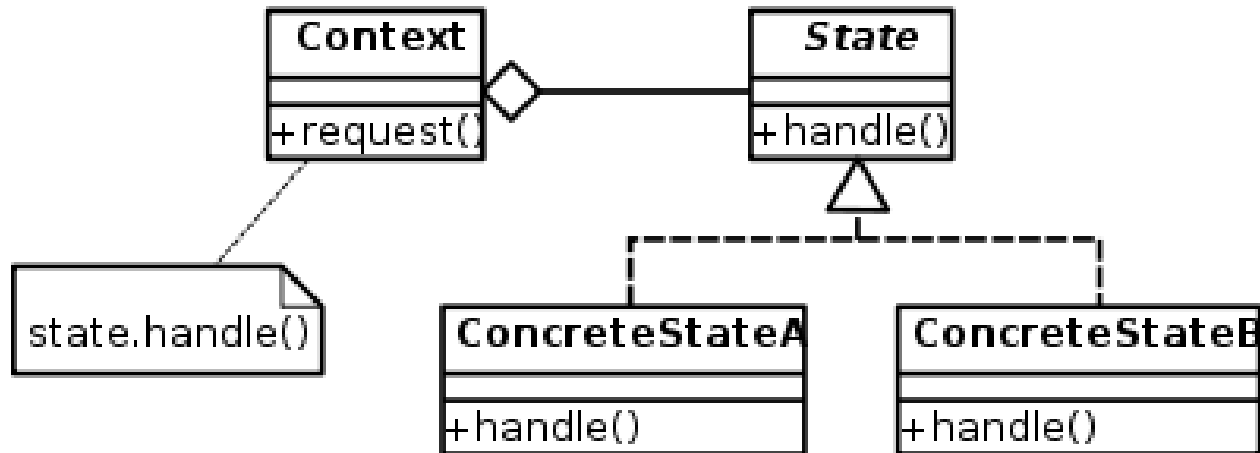 Context
State
+request()
+handle()
state.handle()
ConcreteStateA
ConcreteStateB
+handle()
+handle()